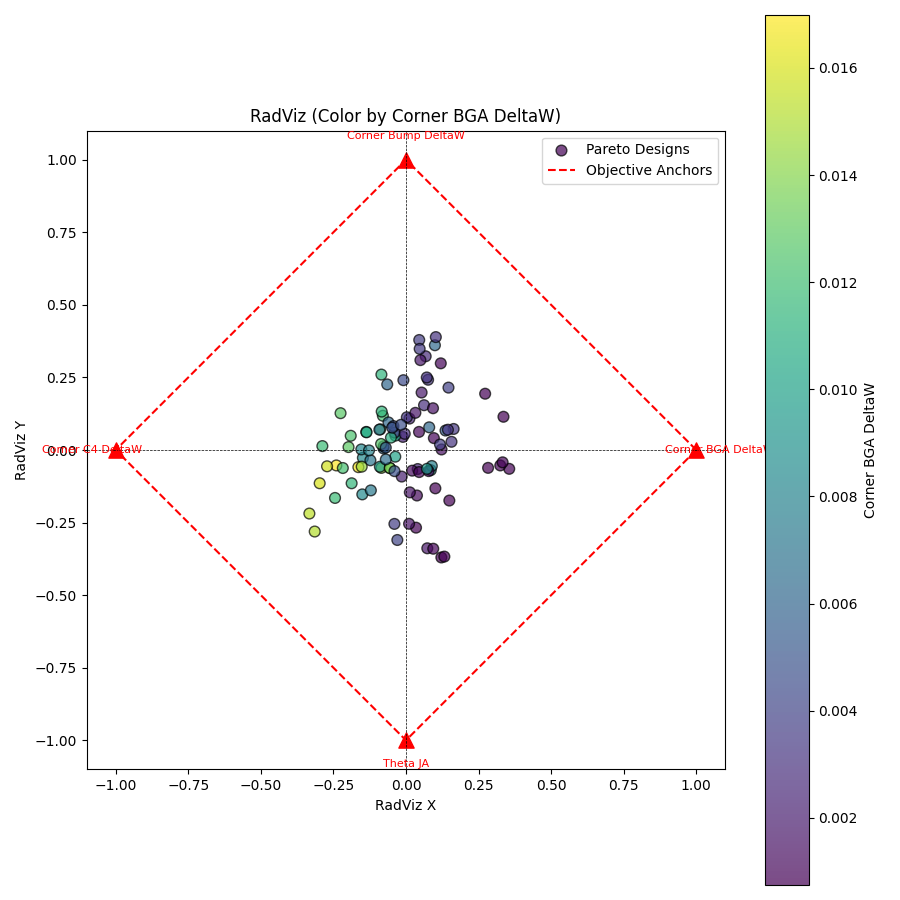 RadViz (Color by Corner BGA DeltaW)
Corner Bump DeltaW
Pareto Designs
Objective Anchors
1.00
0.75
0.50
0.25
0.00
−0.25
−0.50
−0.75
−1.00
RadViz Y
Corner C4 DeltaW
Corner BGA DeltaW
Theta JA
−1.00 −0.75 −0.50 −0.25 0.00 0.25 0.50 0.75 1.00
RadViz X
0.016
0.014
0.012
0.010
0.008
0.006
0.004
0.002
Corner BGA DeltaW